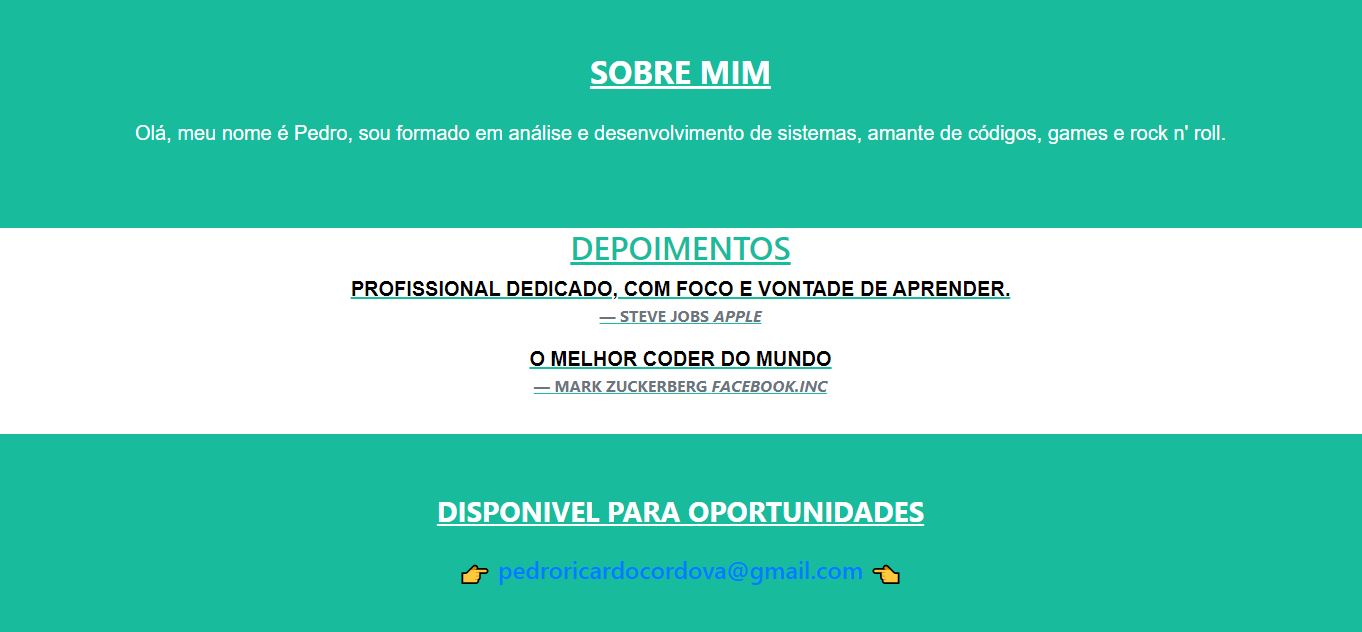 SOBRE MIM
Olá, meu nome é Pedro, sou formado em análise e desenvolvimento de sistemas, amante de códigos, games e rock n' roll.
DEPOIMENTOS
PROFISSIONAL DEDICADO, COM FOCO E VONTADE DE APRENDER.
— STEVE JOBS APPLE
O MELHOR CODER DO MUNDO
— MARK ZUCKERBERG FACEBOOK.INC
DISPONIVEL PARA OPORTUNIDADES
👉 pedroricardocordova@gmail.com 👈